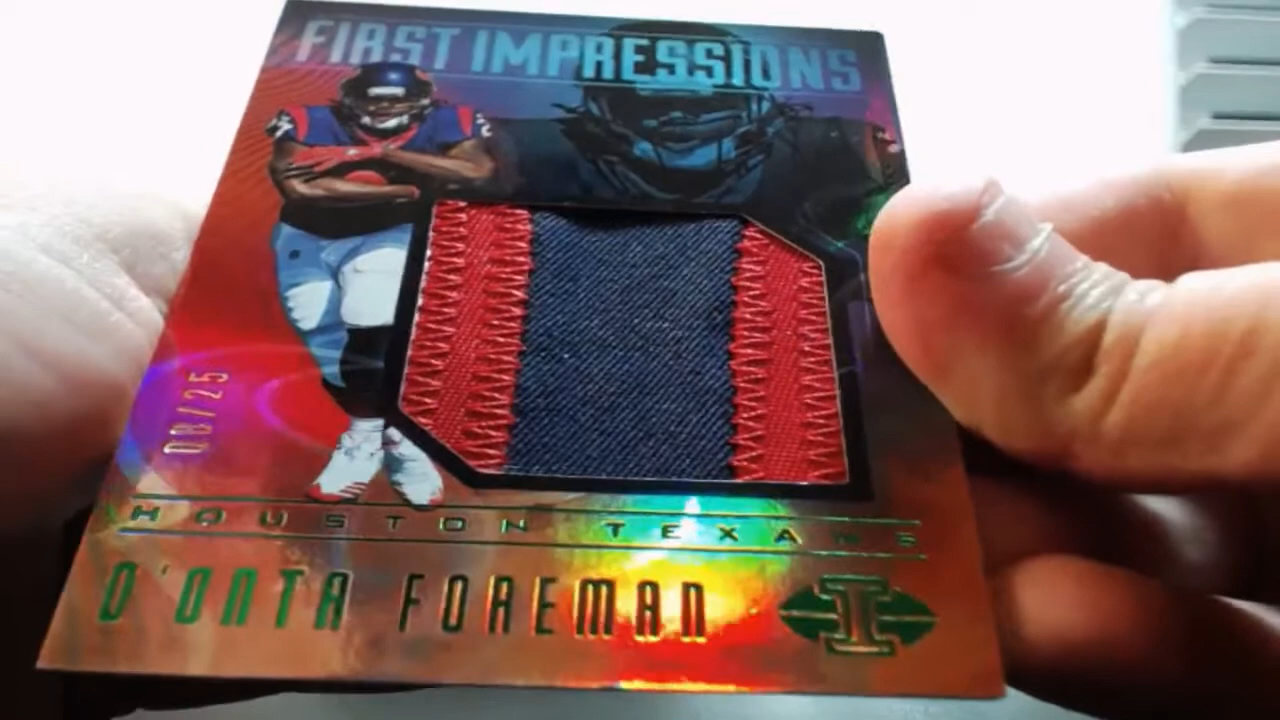 FIRST IMPRESSIONS
08/25
HOUSTON TEXANS
D'ONTA FOREMAN
I